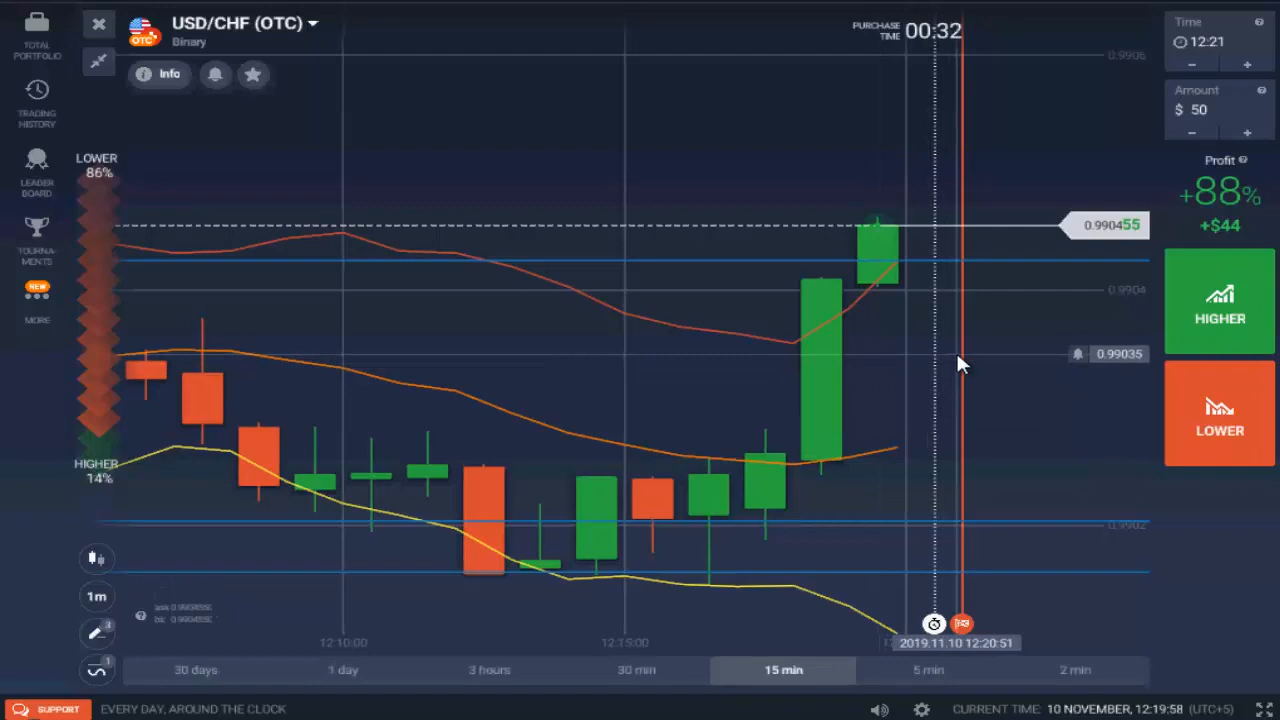 TOTAL
PORTFOLIO
TRADING
HISTORY
LEADER
BOARD
TOURNA-
MENTS
NEW
MORE
OTC
USD/CHF (OTC)
Binary
Info
LOWER
86%
HIGHER
14%
PURCHASE
TIME
00:32
0.9906
0.990455
0.9904
0.99035
0.9902
Time
12:21
Amount
$ 50
Profit
+88%
+$44
HIGHER
LOWER
1m
3
1
12:10:00
12:15:00
2019.11.10 12:20:51
30 days
1 day
3 hours
30 min
15 min
5 min
2 min
SUPPORT
EVERY DAY, AROUND THE CLOCK
CURRENT TIME: 10 NOVEMBER, 12:19:58 (UTC+5)